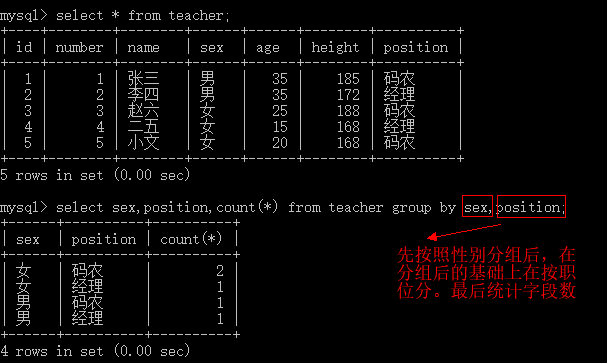 mysql> select * from teacher;
+----+--------+------+-----+-----+--------+----------+
| id | number | name | sex | age | height | position |
+----+--------+------+-----+-----+--------+----------+
| 1 | 1 | 张三 | 男 | 35 | 185 | 码农 |
| 2 | 2 | 李四 | 男 | 35 | 172 | 经理 |
| 3 | 3 | 赵六 | 女 | 25 | 188 | 码农 |
| 4 | 4 | 二五 | 女 | 15 | 168 | 经理 |
| 5 | 5 | 小文 | 女 | 20 | 168 | 码农 |
+----+--------+------+-----+-----+--------+----------+
5 rows in set (0.00 sec)
mysql> select sex,position,count(*) from teacher group by sex,position;
+-----+----------+----------+
| sex | position | count(*) |
+-----+----------+----------+
| 女 | 码农 | 2 |
| 女 | 经理 | 1 |
| 男 | 码农 | 1 |
| 男 | 经理 | 1 |
+-----+----------+----------+
4 rows in set (0.00 sec)
先按照性别分组后，在
分组后的基础上在按职
位分。最后统计字段数